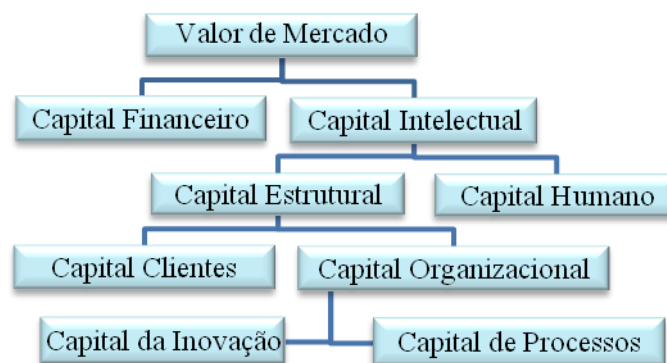 Valor de Mercado
Capital Financeiro
Capital Intelectual
Capital Estrutural
Capital Humano
Capital Clientes
Capital Organizacional
Capital da Inovação
Capital de Processos